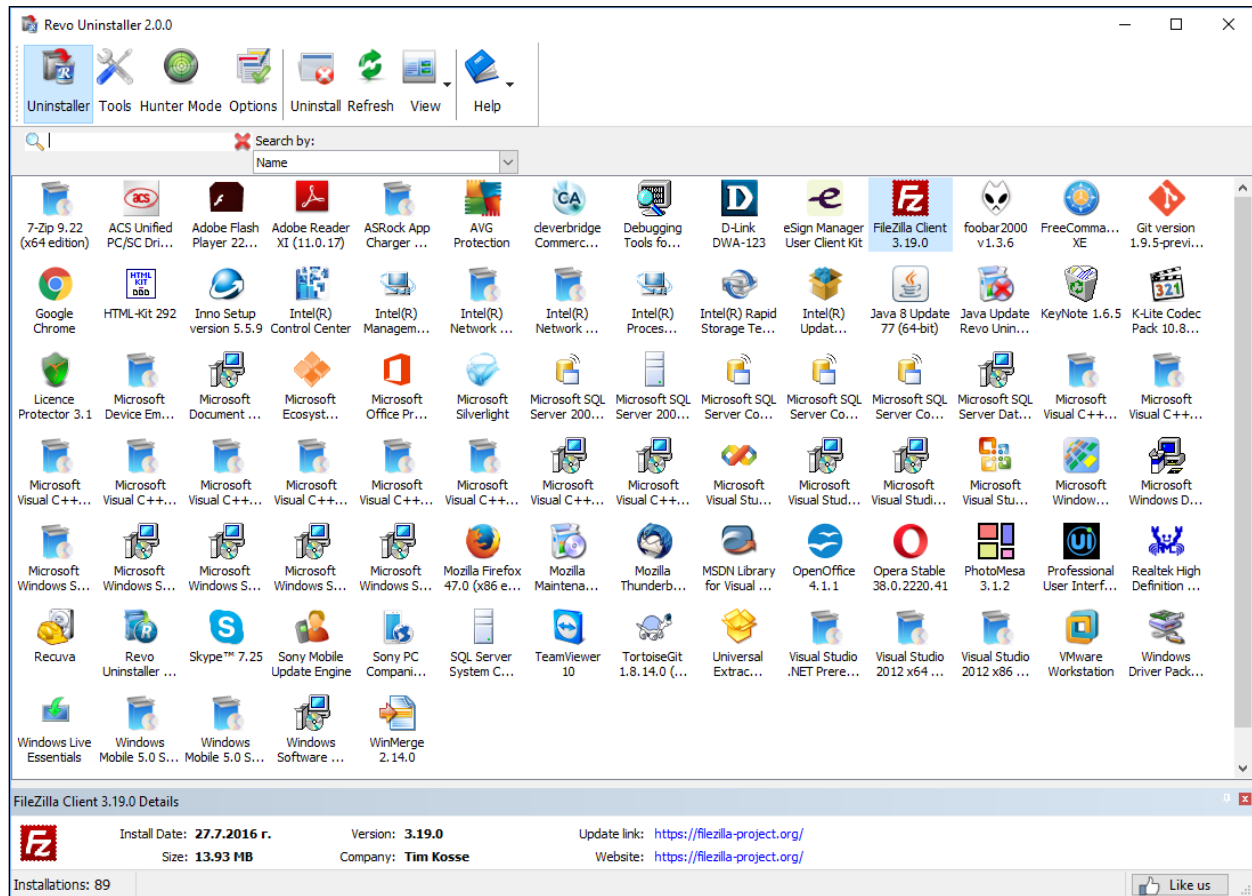 Revo Uninstaller 2.0.0
Uninstaller Tools Hunter Mode Options Uninstall Refresh View Help
Search by:
Name
7-Zip 9.22 ACS Unified Adobe Flash Adobe Reader ASRock App AVG cleverbridge Debugging D-Link eSign Manager FileZilla Client foobar2000 FreeComma... Git version
(x64 edition) PC/SC Dri... Player 22... XI (11.0.17) Charger ... Protection Commerc... Tools fo... DWA-123 User Client Kit 3.19.0 v1.3.6 XE 1.9.5-previ...
Google HTML-Kit 292 Inno Setup Intel(R) Intel(R) Intel(R) Intel(R) Intel(R) Intel(R) Rapid Intel(R) Java 8 Update Java Update KeyNote 1.6.5 K-Lite Codec
Chrome version 5.5.9 Control Center Managem... Network ... Network ... Proces... Storage Te... Updat... 77 (64-bit) Revo Unin... Pack 10.8...
Licence Microsoft Microsoft Microsoft Microsoft Microsoft Microsoft SQL Microsoft SQL Microsoft SQL Microsoft SQL Microsoft SQL Microsoft SQL Microsoft Microsoft
Protector 3.1 Device Em... Document ... Ecosyst... Office Pr... Silverlight Server 200... Server 200... Server Co... Server Co... Server Co... Server Dat... Visual C++... Visual C++...
Microsoft Microsoft Microsoft Microsoft Microsoft Microsoft Microsoft Microsoft Microsoft Microsoft Microsoft Microsoft Microsoft Microsoft
Visual C++... Visual C++... Visual C++... Visual C++... Visual C++... Visual C++... Visual C++... Visual C++... Visual Stu... Visual Stud... Visual Studi... Visual Stu... Window... Windows D...
Microsoft Microsoft Microsoft Microsoft Microsoft Mozilla Firefox Mozilla Mozilla MSDN Library OpenOffice Opera Stable PhotoMesa Professional Realtek High
Windows S... Windows S... Windows S... Windows S... Windows S... 47.0 (x86 e... Maintena... Thunderb... for Visual ... 4.1.1 38.0.2220.41 3.1.2 User Interf... Definition ...
Recuva Revo Skype™ 7.25 Sony Mobile Sony PC SQL Server TeamViewer TortoiseGit Universal Visual Studio Visual Studio Visual Studio VMware Windows
Uninstaller ... Update Engine Compani... System C... 10 1.8.14.0 (... Extrac... .NET Prere... 2012 x64 ... 2012 x86 ... Workstation Driver Pack...
Windows Live Windows Windows Windows WinMerge
Essentials Mobile 5.0 S... Mobile 5.0 S... Software ... 2.14.0
FileZilla Client 3.19.0 Details
Install Date: 27.7.2016 г. Version: 3.19.0 Update link: https://filezilla-project.org/
Size: 13.93 MB Company: Tim Kosse Website: https://filezilla-project.org/
Installations: 89 Like us